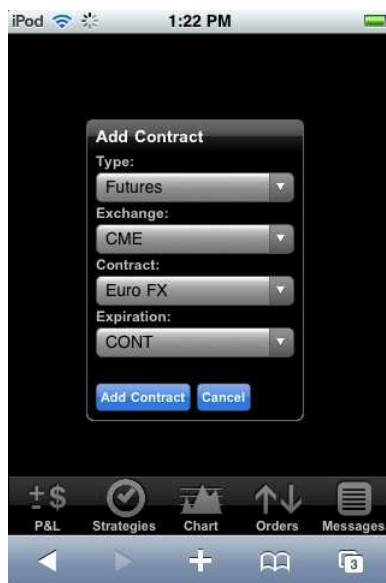 iPod 1:22 PM
Add Contract
Type:
Futures
Exchange:
CME
Contract:
Euro FX
Expiration:
CONT
Add Contract Cancel
±$
P&L Strategies Chart Orders Messages
3